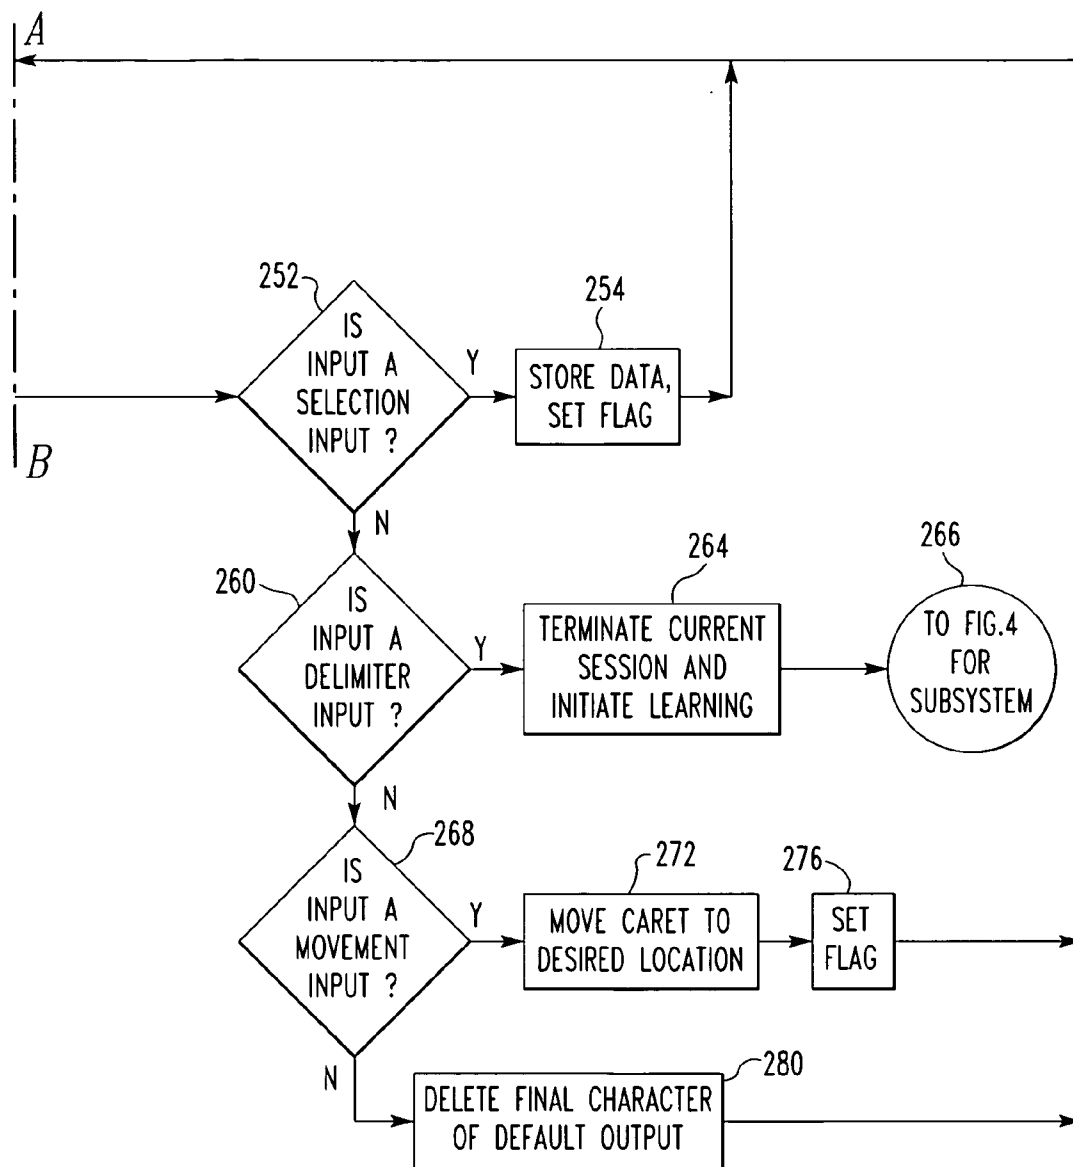 A
252
IS
INPUT A
SELECTION
INPUT ?
Y
254
STORE DATA,
SET FLAG
B
N
260
IS
INPUT A
DELIMITER
INPUT ?
Y
264
TERMINATE CURRENT
SESSION AND
INITIATE LEARNING
266
TO FIG.4
FOR
SUBSYSTEM
N
268
IS
INPUT A
MOVEMENT
INPUT ?
Y
272
MOVE CARET TO
DESIRED LOCATION
276
SET
FLAG
N
280
DELETE FINAL CHARACTER
OF DEFAULT OUTPUT